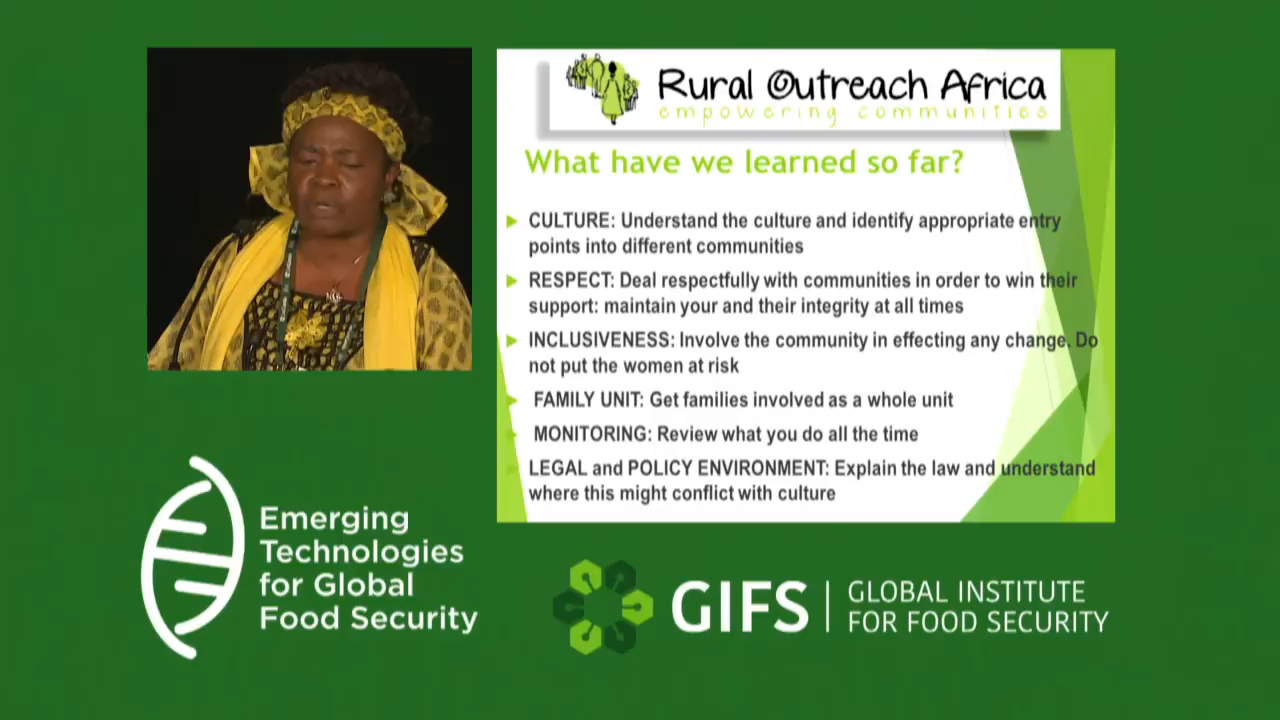 Rural Outreach Africa
empowering communities
What have we learned so far?
CULTURE: Understand the culture and identify appropriate entry
points into different communities
RESPECT: Deal respectfully with communities in order to win their
support: maintain your and their integrity at all times
INCLUSIVENESS: Involve the community in effecting any change. Do
not put the women at risk
FAMILY UNIT: Get families involved as a whole unit
MONITORING: Review what you do all the time
LEGAL and POLICY ENVIRONMENT: Explain the law and understand
where this might conflict with culture
Emerging
Technologies
for Global
Food Security
GIFS
GLOBAL INSTITUTE
FOR FOOD SECURITY